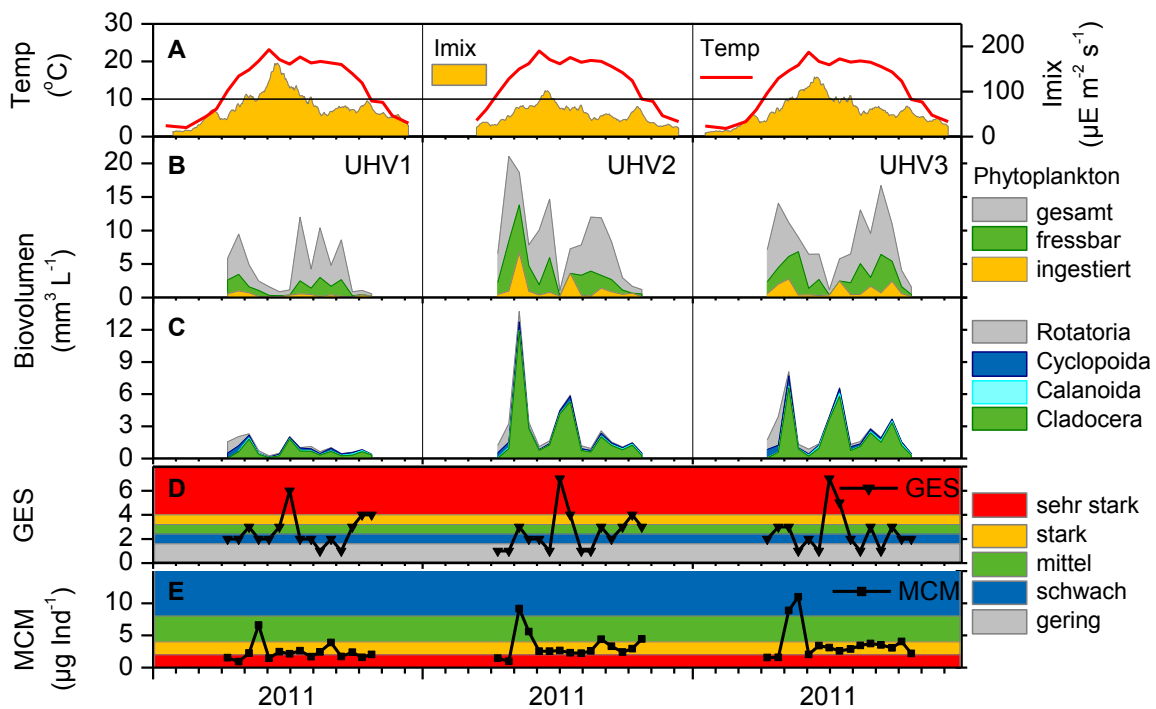 A
Temp
(°C)
30
20
10
0
Imix
Temp
200
100
0
Imix
(µE m-2 s-1)
B
UHV1
UHV2
UHV3
20
15
10
5
0
Biovolumen
(mm3 L-1)
Phytoplankton
gesamt
fressbar
ingestiert
C
12
9
6
3
0
Rotatoria
Cyclopoida
Calanoida
Cladocera
D
GES
6
4
2
0
GES
sehr stark
stark
mittel
schwach
gering
E
MCM
(µg Ind-1)
10
5
0
MCM
2011
2011
2011